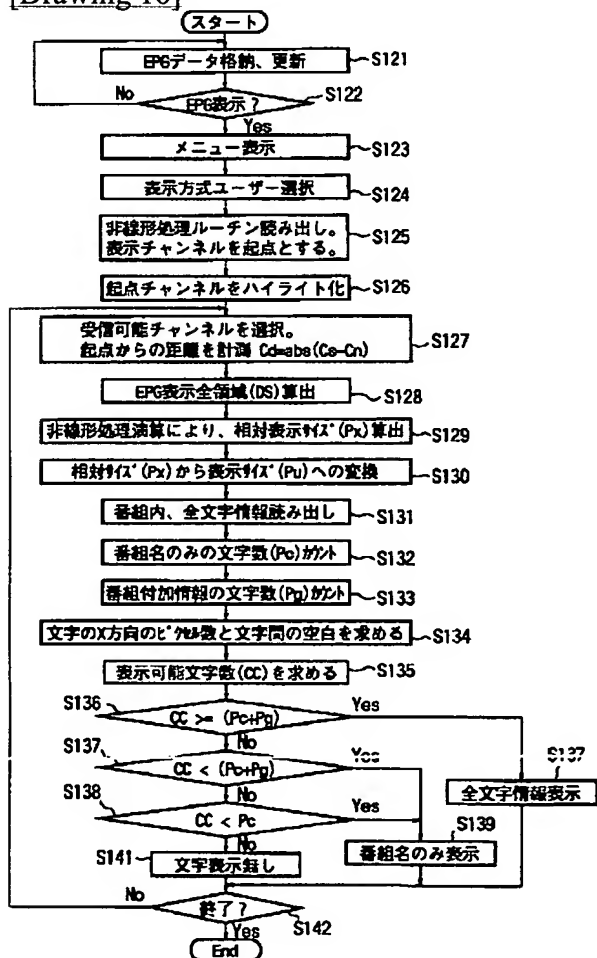 [Drawing 10]
スタート
EPGデータ格納、更新
S121
No
EPG表示？
S122
Yes
メニュー表示
S123
表示方式ユーザー選択
S124
非線形処理ルーチン読み出し。
表示チャンネルを起点とする。
S125
起点チャンネルをハイライト化
S126
受信可能チャンネルを選択。
起点からの距離を計測 Cd=abs(Cs-Cn)
S127
EPG表示全領域(DS)算出
S128
非線形処理演算により、相対表示ｻｲｽﾞ(Px)算出
S129
相対ｻｲｽﾞ(Px)から表示ｻｲｽﾞ(Pu)への変換
S130
番組内、全文字情報読み出し
S131
番組名のみの文字数(Pc)ｶｳﾝﾄ
S132
番組付加情報の文字数(Pg)ｶｳﾝﾄ
S133
文字のX方向のﾋﾟｸｾﾙ数と文字間の空白を求める
S134
表示可能文字数(CC)を求める
S135
S136
CC >= (Pc+Pg)
Yes
No
S137
CC < (Pc+Pg)
Yes
S137
全文字情報表示
No
S138
CC < Pc
Yes
S139
番組名のみ表示
No
S141
文字表示無し
No
終了？
S142
Yes
End